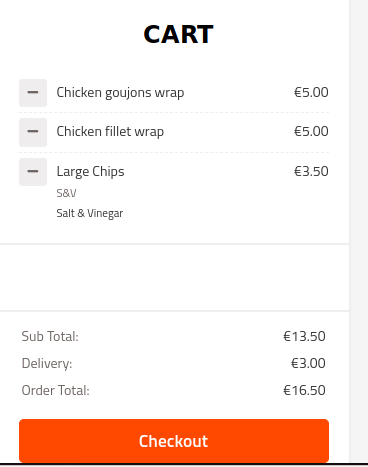 CART
Chicken goujons wrap €5.00
Chicken fillet wrap €5.00
Large Chips €3.50
S&V
Salt & Vinegar
Sub Total: €13.50
Delivery: €3.00
Order Total: €16.50
Checkout